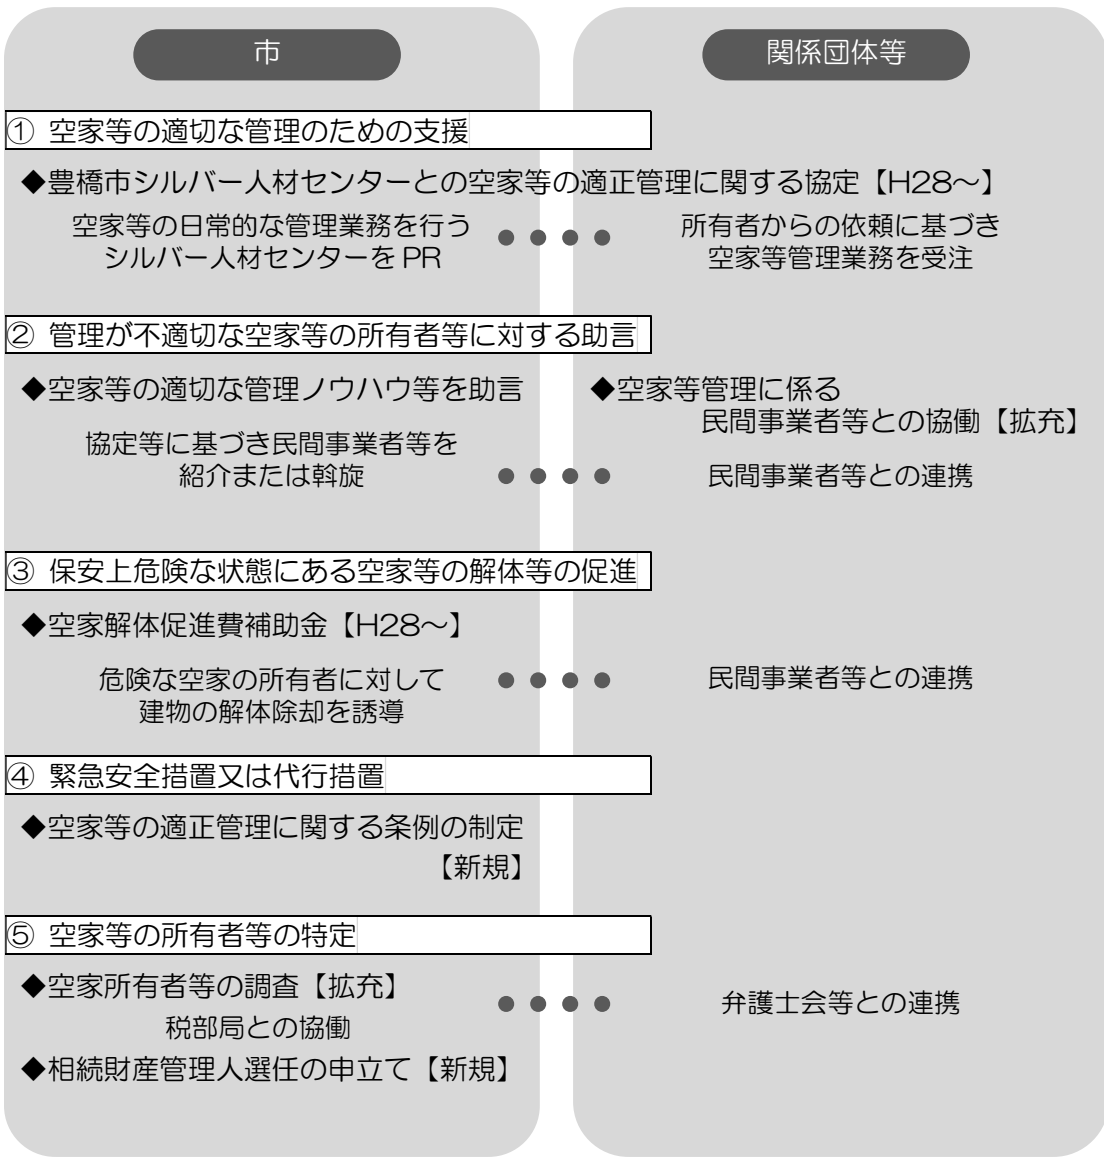 市
関係団体等
① 空家等の適切な管理のための支援
◆豊橋市シルバー人材センターとの空家等の適正管理に関する協定【H28～】
空家等の日常的な管理業務を行う
シルバー人材センターを PR
所有者からの依頼に基づき
空家等管理業務を受注
② 管理が不適切な空家等の所有者等に対する助言
◆空家等の適切な管理ノウハウ等を助言
協定等に基づき民間事業者等を
紹介または斡旋
◆空家等管理に係る
民間事業者等との協働【拡充】
民間事業者等との連携
③ 保安上危険な状態にある空家等の解体等の促進
◆空家解体促進費補助金【H28～】
危険な空家の所有者に対して
建物の解体除却を誘導
民間事業者等との連携
④ 緊急安全措置又は代行措置
◆空家等の適正管理に関する条例の制定
【新規】
⑤ 空家等の所有者等の特定
◆空家所有者等の調査【拡充】
税部局との協働
◆相続財産管理人選任の申立て【新規】
弁護士会等との連携